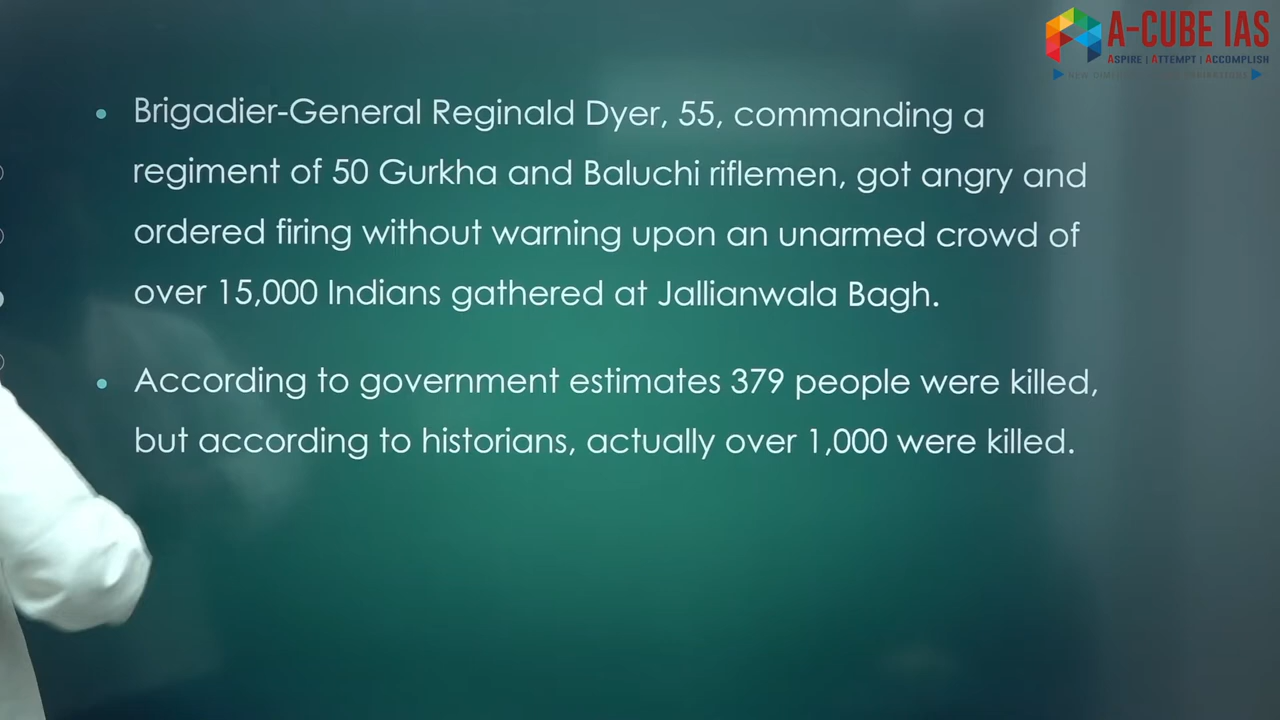 A-CUBE IAS
ASPIRE | ATTEMPT | ACCOMPLISH
• Brigadier-General Reginald Dyer, 55, commanding a
regiment of 50 Gurkha and Baluchi riflemen, got angry and
ordered firing without warning upon an unarmed crowd of
over 15,000 Indians gathered at Jallianwala Bagh.
• According to government estimates 379 people were killed,
but according to historians, actually over 1,000 were killed.